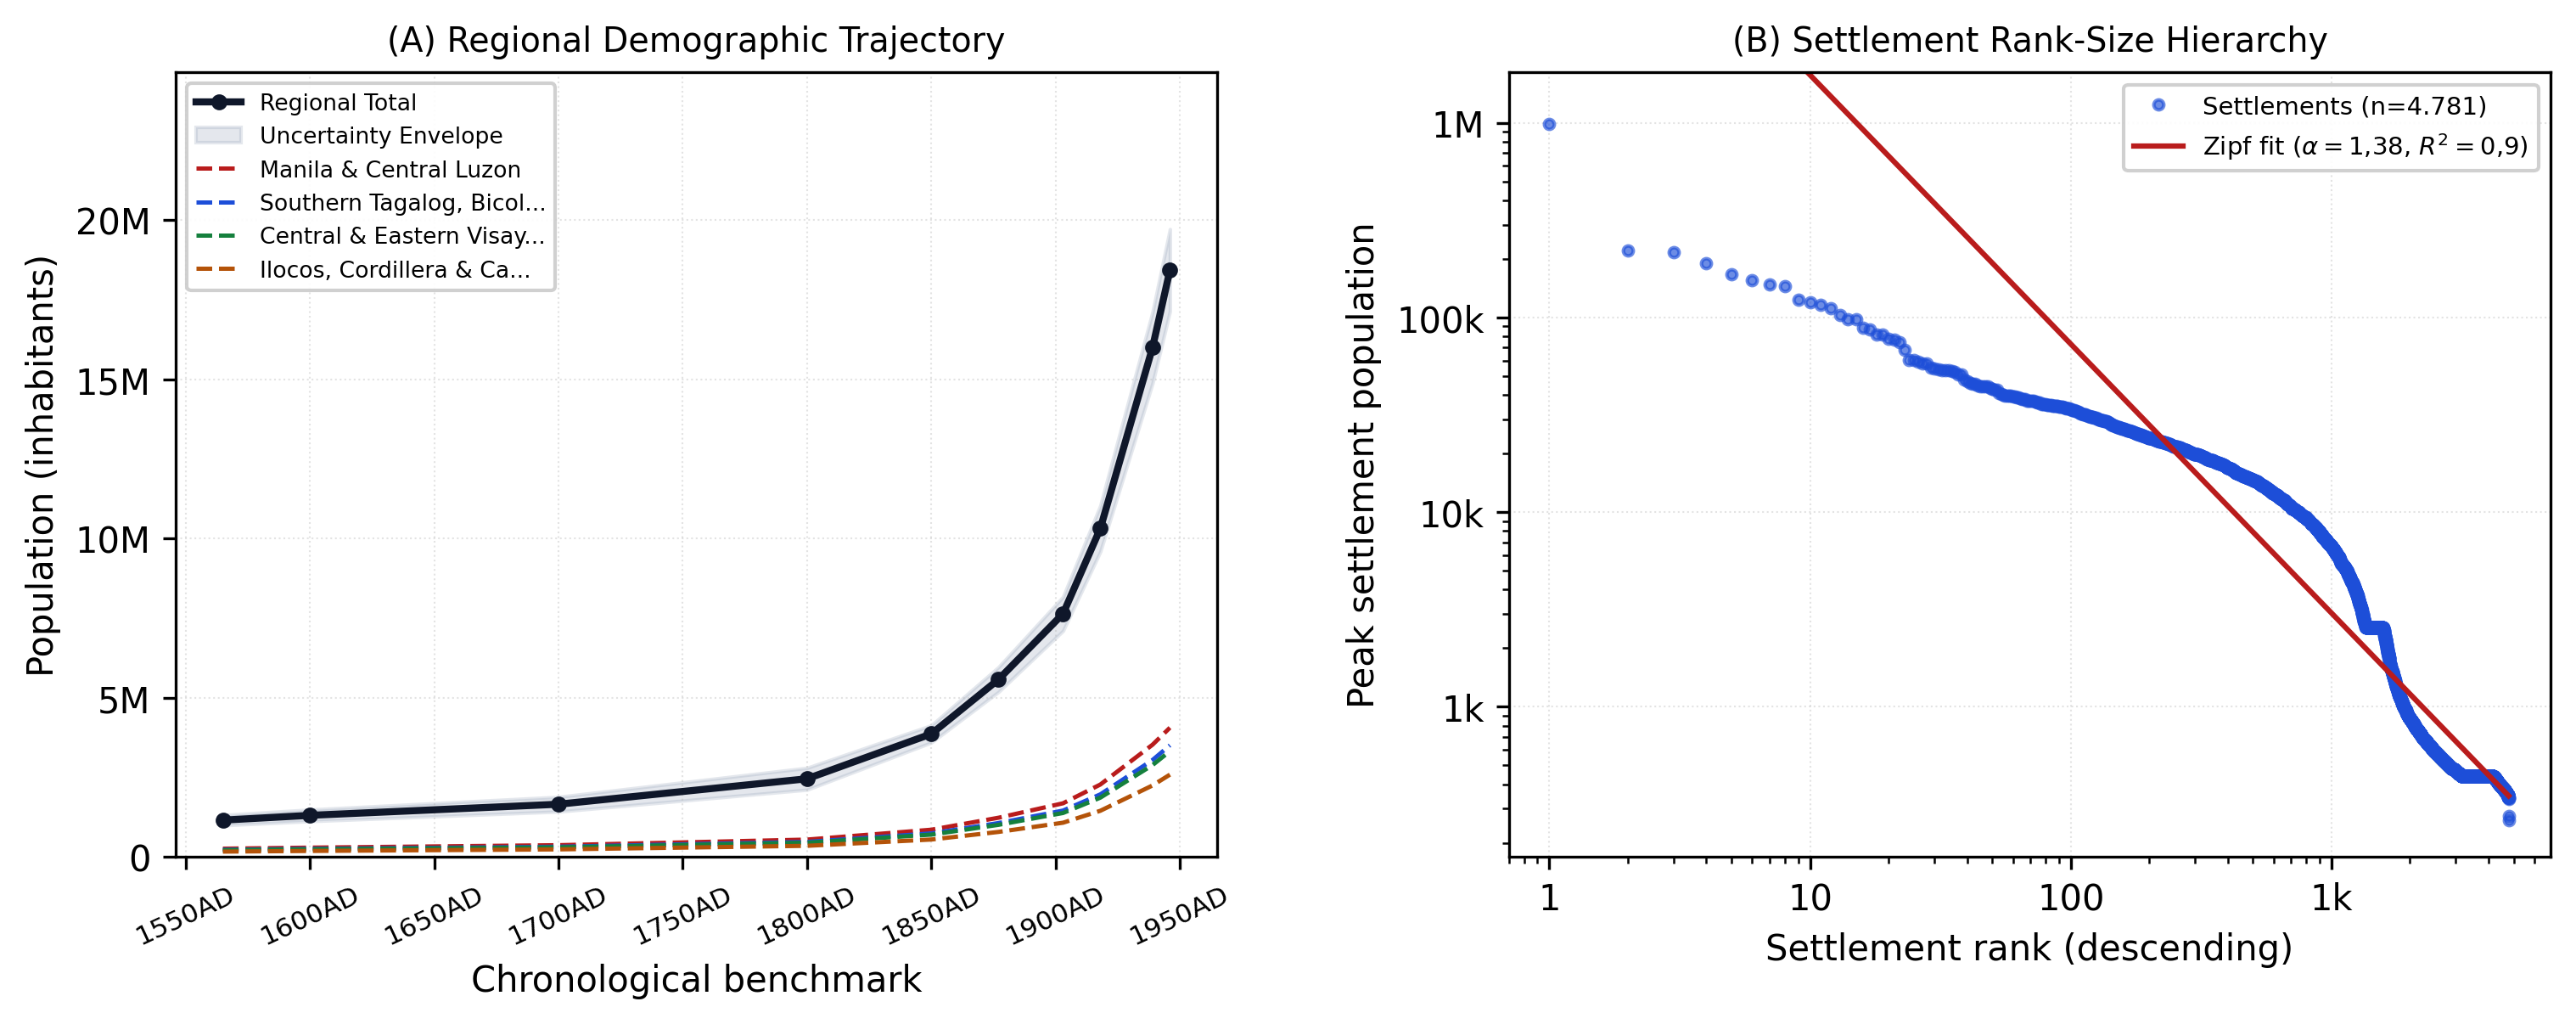 (A) Regional Demographic Trajectory
Population (inhabitants)
20M
15M
10M
5M
0
Regional Total
Uncertainty Envelope
Manila & Central Luzon
Southern Tagalog, Bicol...
Central & Eastern Visay...
Ilocos, Cordillera & Ca...
1550AD
1600AD
1650AD
1700AD
1750AD
1800AD
1850AD
1900AD
1950AD
Chronological benchmark
(B) Settlement Rank-Size Hierarchy
Peak settlement population
1M
100k
10k
1k
Settlements (n=4.781)
Zipf fit (α = 1,38, R² = 0,9)
1
10
100
1k
Settlement rank (descending)